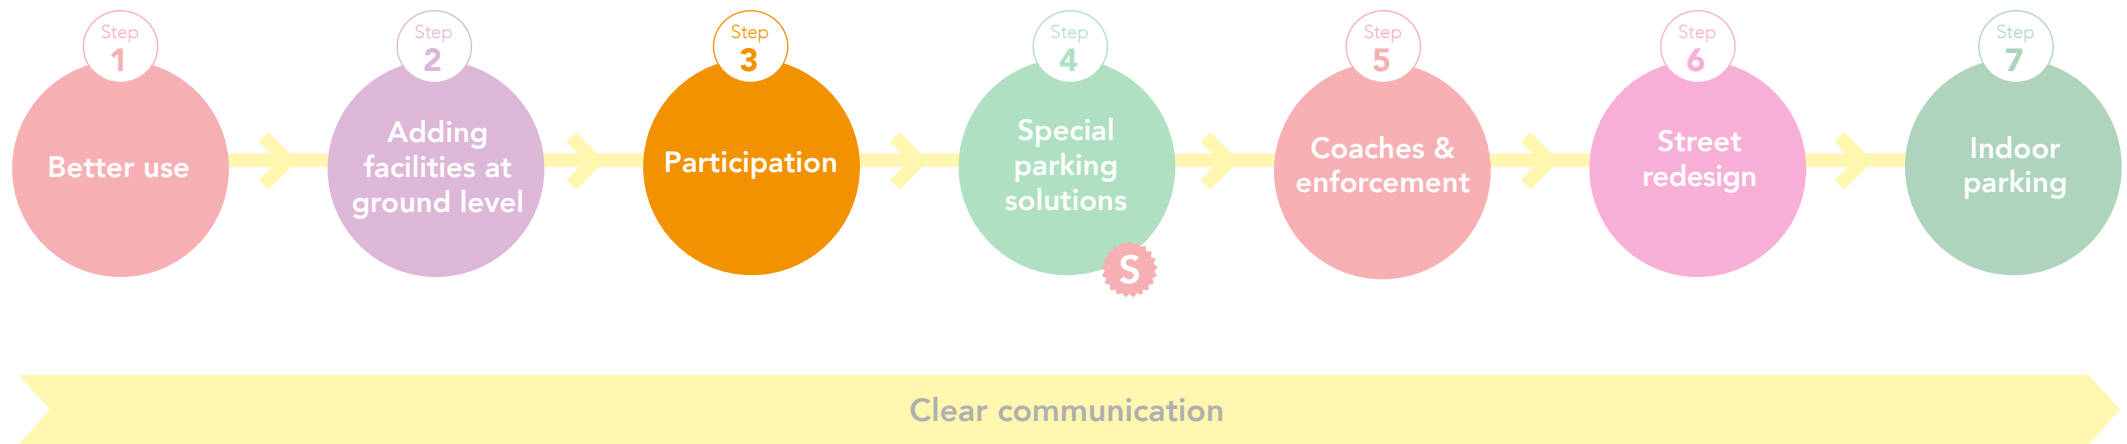 Step
1
Better use
Step
2
Adding
facilities at
ground level
Step
3
Participation
Step
4
Special
parking
solutions
S
Step
5
Coaches &
enforcement
Step
6
Street
redesign
Step
7
Indoor
parking
Clear communication